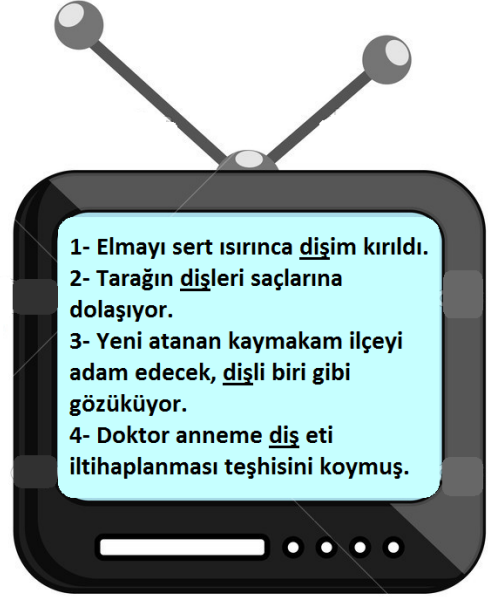 1- Elmayı sert ısırınca dişim kırıldı.
2- Tarağın dişleri saçlarına
dolaşıyor.
3- Yeni atanan kaymakam ilçeyi
adam edecek, dişli biri gibi
gözüküyor.
4- Doktor anneme diş eti
iltihaplanması teşhisini koymuş.